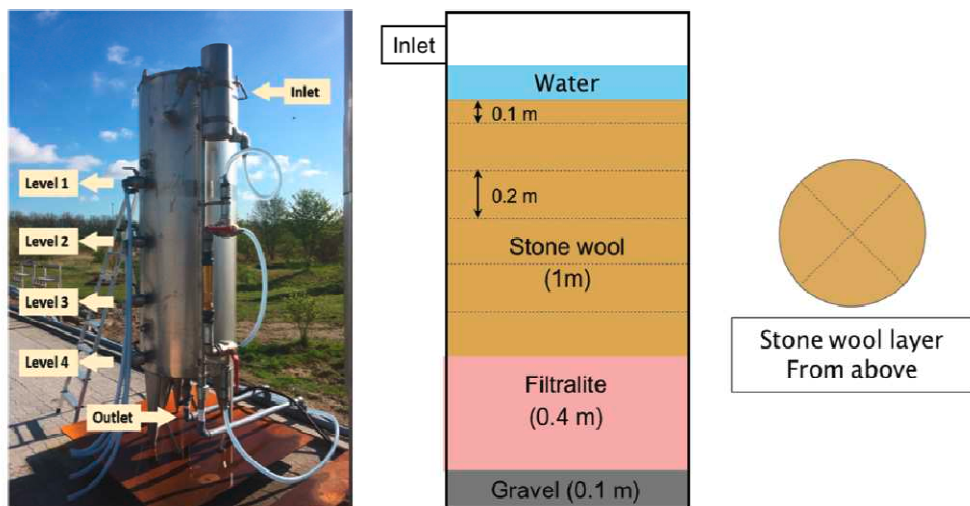 Inlet
Level 1
Level 2
Level 3
Level 4
Outlet
Inlet
Water
0.1 m
0.2 m
Stone wool
(1m)
Filtralite
(0.4 m)
Gravel (0.1 m)
Stone wool layer
From above